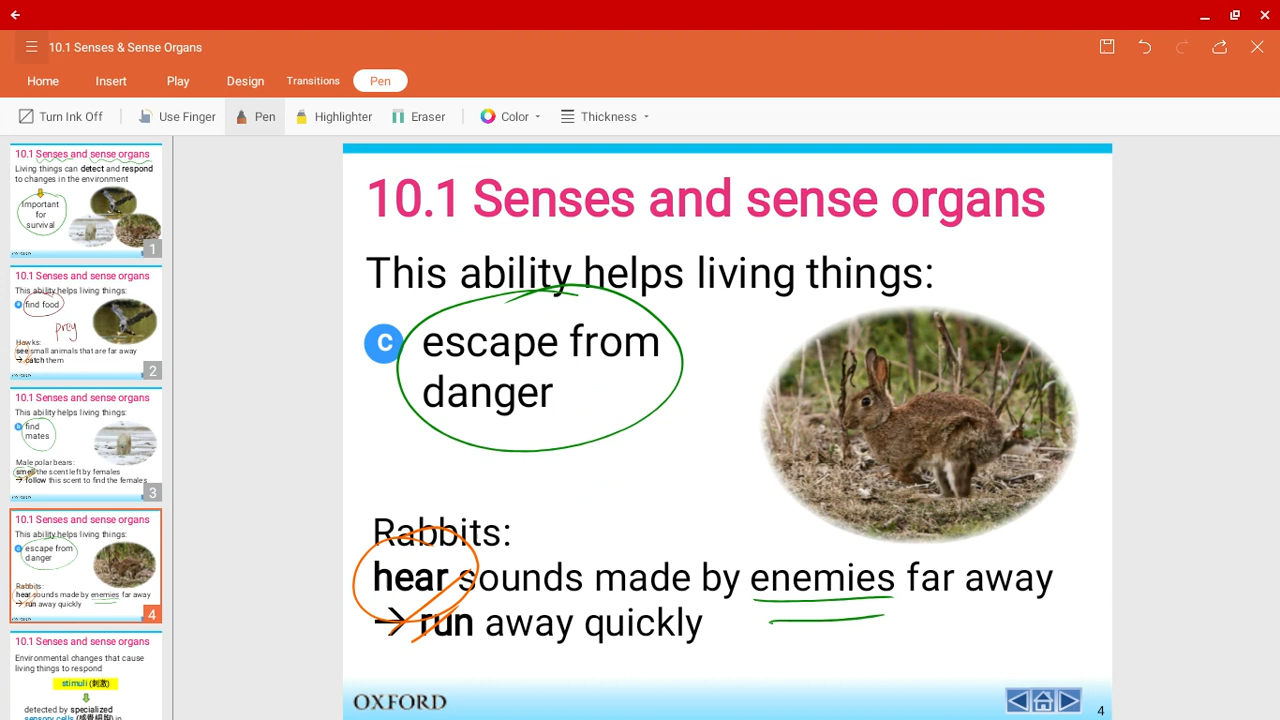 10.1 Senses & Sense Organs
Home Insert Play Design Transitions Pen
Turn Ink Off Use Finger Pen Highlighter Eraser Color Thickness
10.1 Senses and sense organs
Living things can detect and respond
to changes in the environment
Important
for
survival
1
10.1 Senses and sense organs
This ability helps living things:
a find food
prey
Hawks:
see small animals that are far away
→ catch them
2
10.1 Senses and sense organs
This ability helps living things:
b find
mates
Male polar bears:
smell the scent left by females
→ follow this scent to find the females
3
10.1 Senses and sense organs
This ability helps living things:
c escape from
danger
Rabbits:
hear sounds made by enemies far away
→ run away quickly
4
10.1 Senses and sense organs
Environmental changes that cause
living things to respond
stimuli (刺激)
detected by specialized
sensory cells (感覺細胞) in
10.1 Senses and sense organs
This ability helps living things:
C escape from
danger
Rabbits:
hear sounds made by enemies far away
→ run away quickly
OXFORD
4